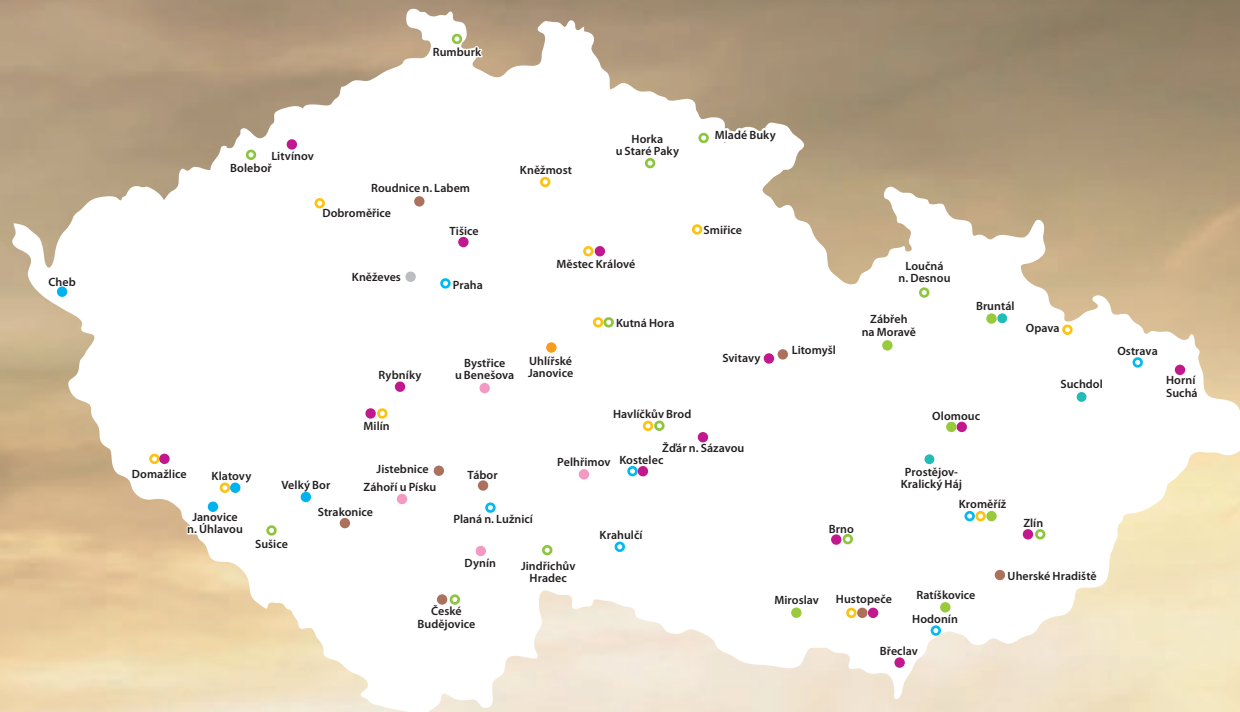 Rumburk
Mladé Buky
Horka
u Staré Paky
Litvínov
Boleboř
Kněžmost
Roudnice n. Labem
Dobroměřice
Tišice
Smiřice
Městec Králové
Loučná
n. Desnou
Kněževes
Praha
Cheb
Bruntál
Zábřeh
na Moravě
Kutná Hora
Opava
Uhlířské
Janovice
Svitavy
Litomyšl
Ostrava
Bystřice
u Benešova
Rybníky
Horní
Suchá
Suchdol
Milín
Havlíčkův Brod
Olomouc
Žďár n. Sázavou
Domažlice
Klatovy
Jistebnice
Tábor
Pelhřimov
Kostelec
Prostějov-
Kralický Háj
Velký Bor
Záhoří u Písku
Janovice
n. Úhlavou
Strakonice
Planá n. Lužnicí
Kroměříž
Sušice
Krahulčí
Brno
Zlín
Dynín
Jindřichův
Hradec
Uherské Hradiště
České
Budějovice
Miroslav
Hustopeče
Ratíškovice
Hodonín
Břeclav